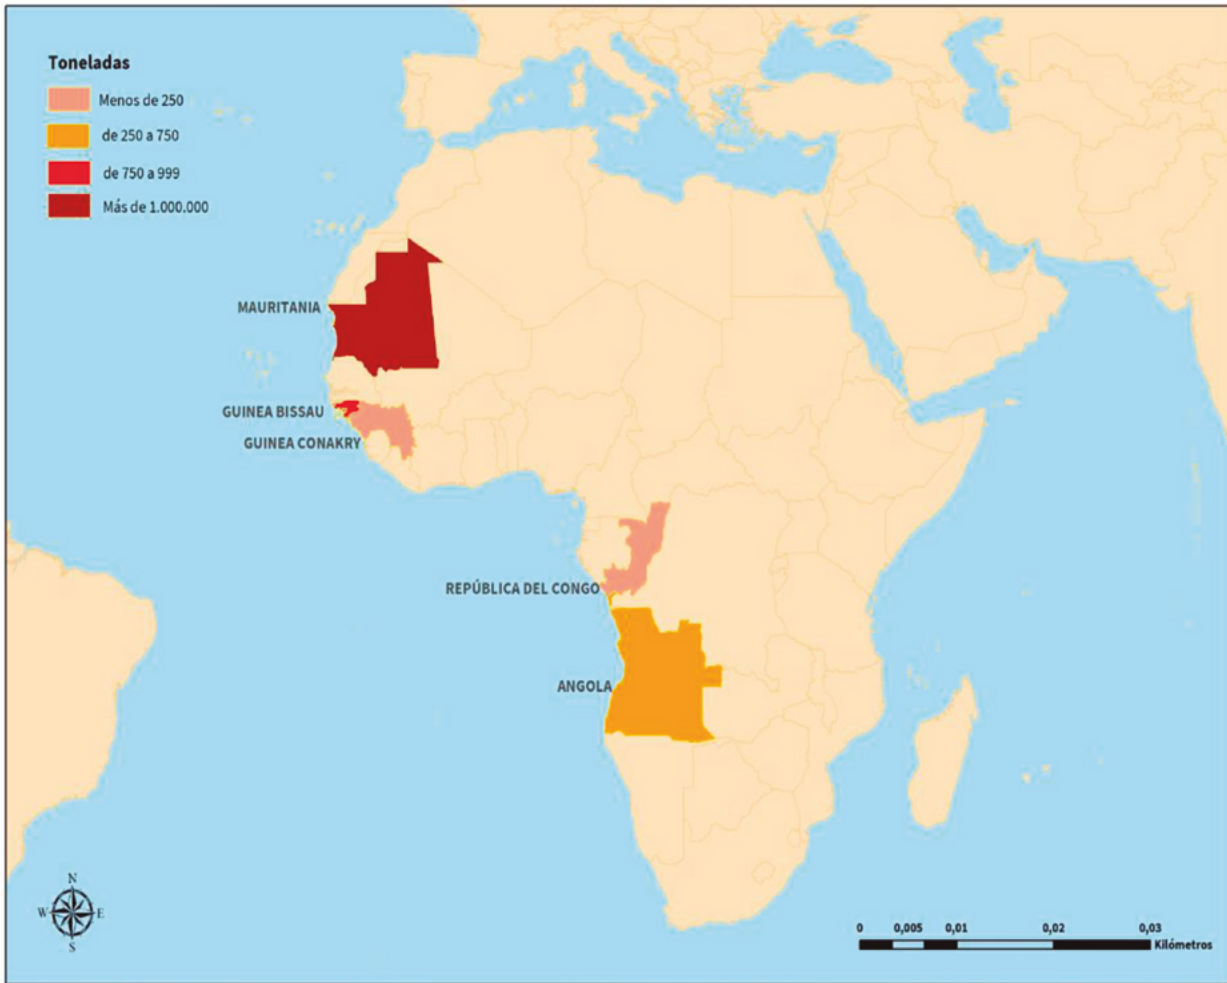 Toneladas
Menos de 250
de 250 a 750
de 750 a 999
Más de 1.000.000
MAURITANIA
GUINEA BISSAU
GUINEA CONAKRY
REPÚBLICA DEL CONGO
ANGOLA
N
W E
S
0 0,005 0,01 0,02 0,03
Kilómetros